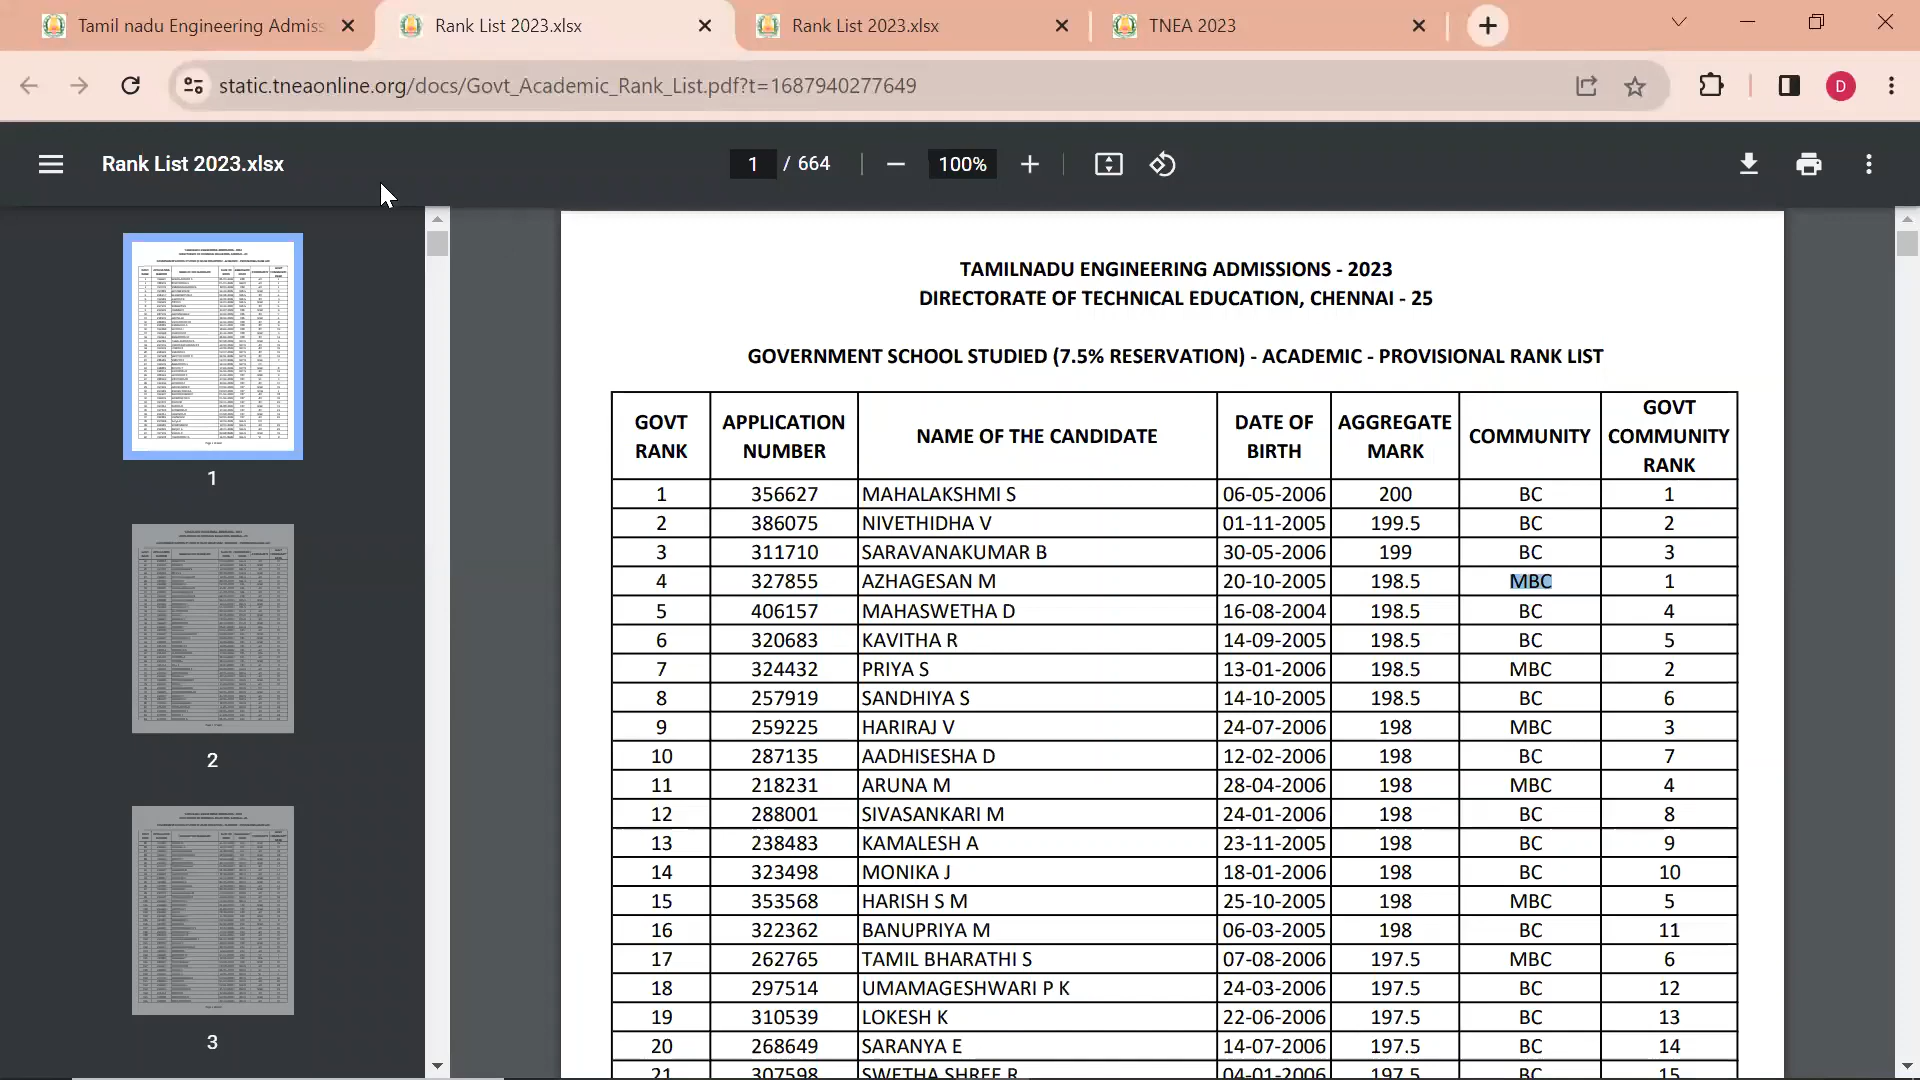 Tamil nadu Engineering Admiss
Rank List 2023.xlsx
Rank List 2023.xlsx
TNEA 2023
static.tneaonline.org/docs/Govt_Academic_Rank_List.pdf?t=1687940277649
D
Rank List 2023.xlsx
1 / 664
100%
1
2
3
TAMILNADU ENGINEERING ADMISSIONS - 2023
DIRECTORATE OF TECHNICAL EDUCATION, CHENNAI - 25
GOVERNMENT SCHOOL STUDIED (7.5% RESERVATION) - ACADEMIC - PROVISIONAL RANK LIST
GOVT RANK APPLICATION NUMBER NAME OF THE CANDIDATE DATE OF BIRTH AGGREGATE MARK COMMUNITY GOVT COMMUNITY RANK
1 356627 MAHALAKSHMI S 06-05-2006 200 BC 1
2 386075 NIVETHIDHA V 01-11-2005 199.5 BC 2
3 311710 SARAVANAKUMAR B 30-05-2006 199 BC 3
4 327855 AZHAGESAN M 20-10-2005 198.5 MBC 1
5 406157 MAHASWETHA D 16-08-2004 198.5 BC 4
6 320683 KAVITHA R 14-09-2005 198.5 BC 5
7 324432 PRIYA S 13-01-2006 198.5 MBC 2
8 257919 SANDHIYA S 14-10-2005 198.5 BC 6
9 259225 HARIRAJ V 24-07-2006 198 MBC 3
10 287135 AADHISESHA D 12-02-2006 198 BC 7
11 218231 ARUNA M 28-04-2006 198 MBC 4
12 288001 SIVASANKARI M 24-01-2006 198 BC 8
13 238483 KAMALESH A 23-11-2005 198 BC 9
14 323498 MONIKA J 18-01-2006 198 BC 10
15 353568 HARISH S M 25-10-2005 198 MBC 5
16 322362 BANUPRIYA M 06-03-2005 198 BC 11
17 262765 TAMIL BHARATHI S 07-08-2006 197.5 MBC 6
18 297514 UMAMAGESHWARI P K 24-03-2006 197.5 BC 12
19 310539 LOKESH K 22-06-2006 197.5 BC 13
20 268649 SARANYA E 14-07-2006 197.5 BC 14
21 307598 SWETHA SHREE R 04-01-2006 197.5 BC 15